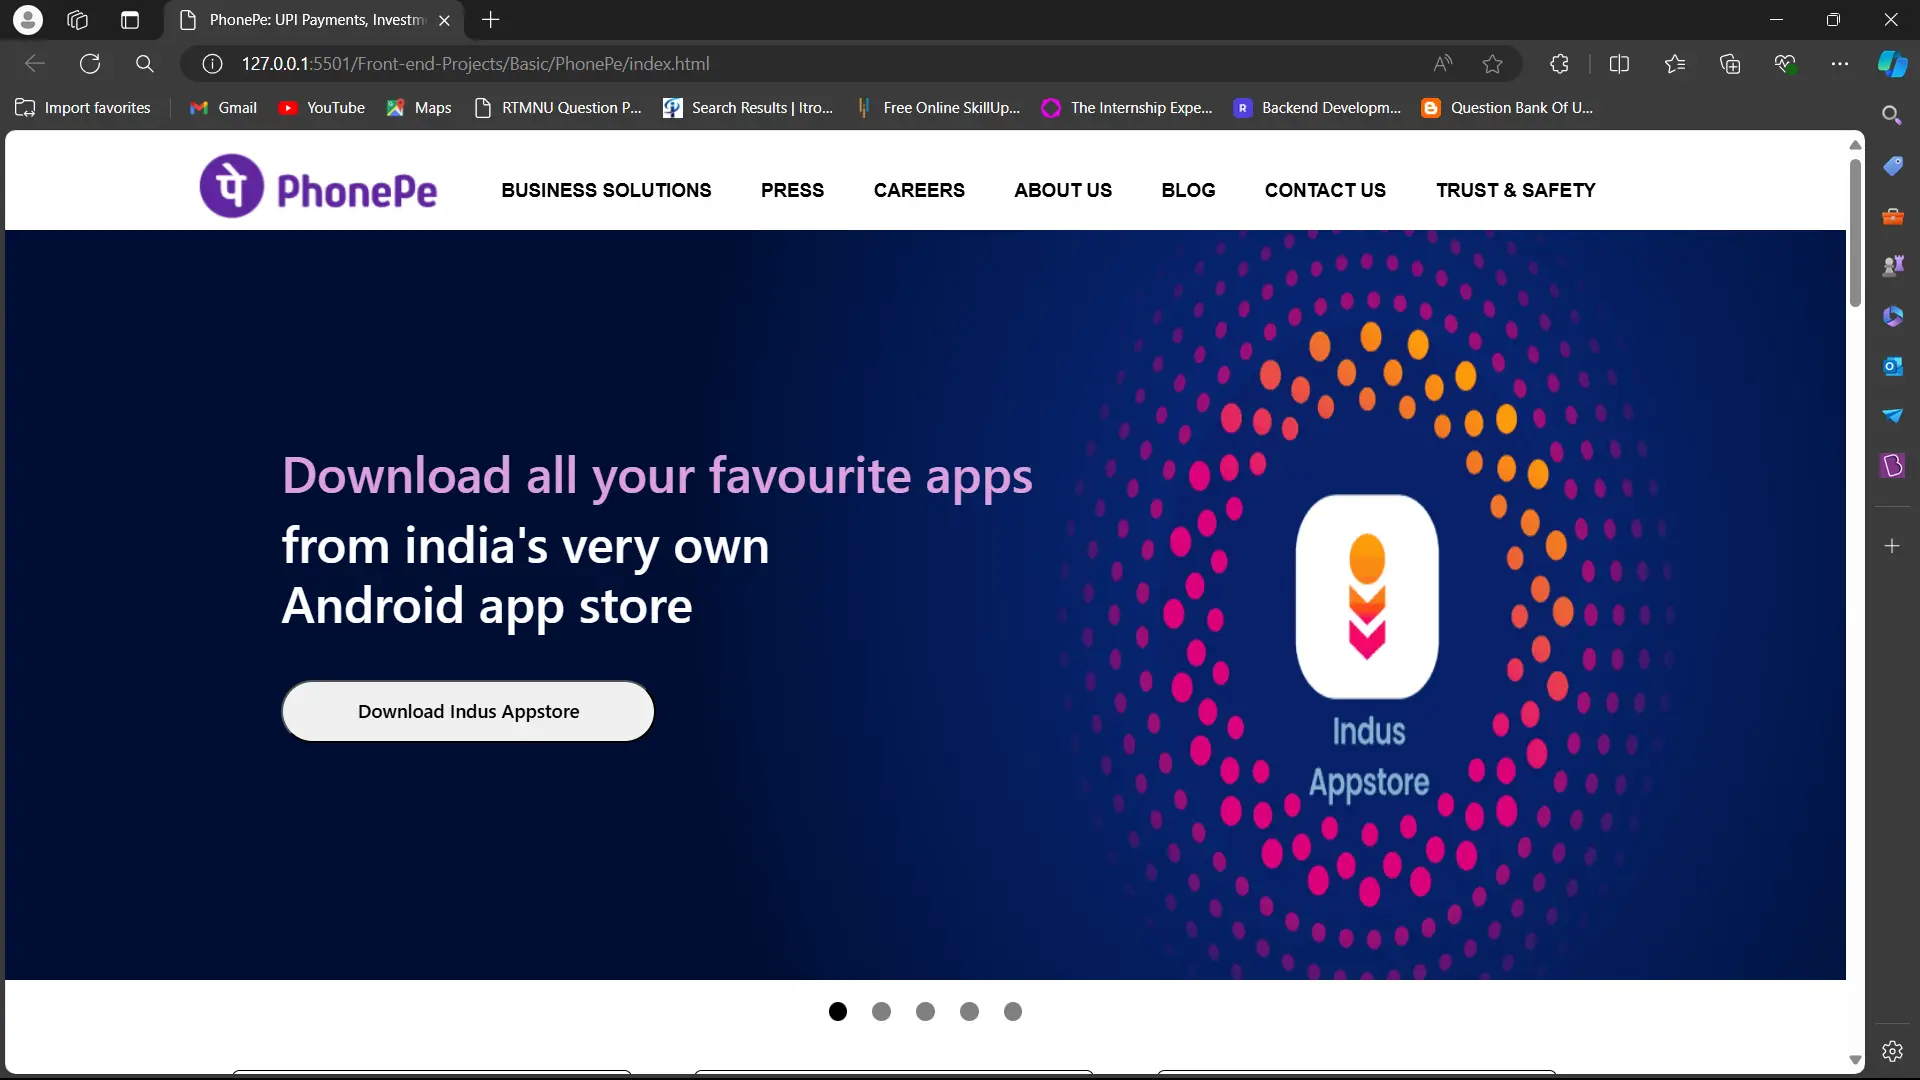 PhonePe: UPI Payments, Investm
127.0.0.1:5501/Front-end-Projects/Basic/PhonePe/index.html
Import favorites
Gmail
YouTube
Maps
RTMNU Question P...
Search Results | Itro...
Free Online SkillUp...
The Internship Expe...
R
Backend Developm...
Question Bank Of U...
पे PhonePe
BUSINESS SOLUTIONS
PRESS
CAREERS
ABOUT US
BLOG
CONTACT US
TRUST & SAFETY
Download all your favourite apps
from india's very own
Android app store
Download Indus Appstore
Indus
Appstore